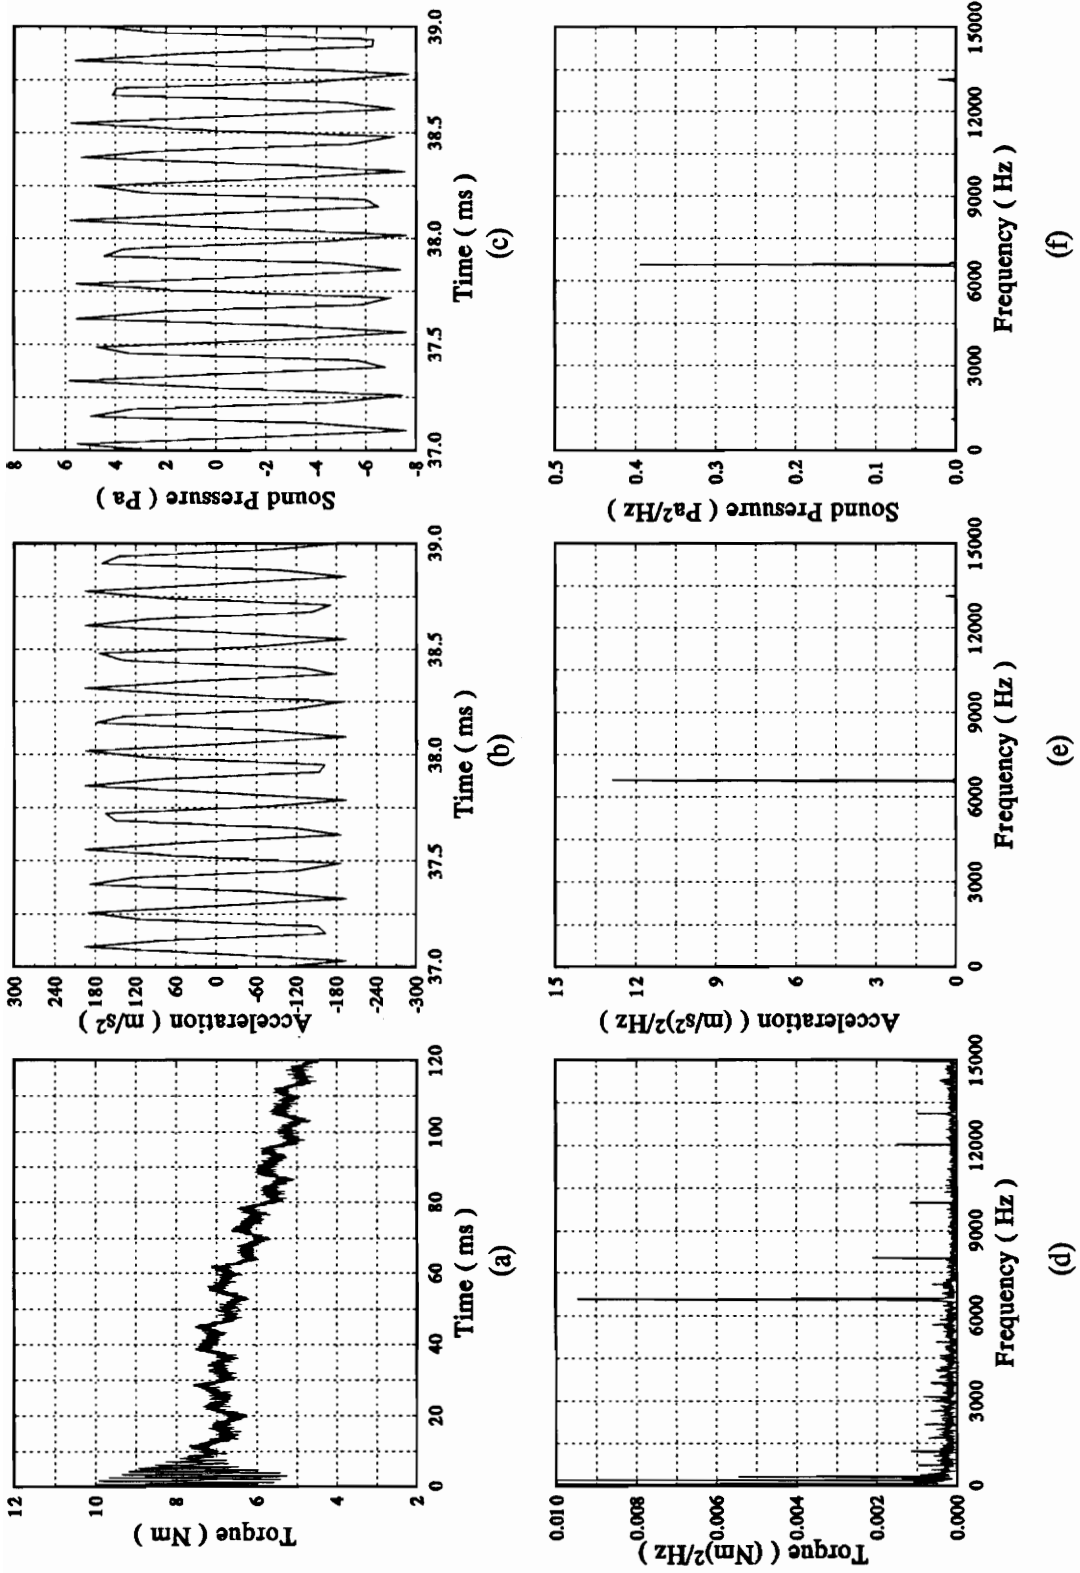 12
10
8
6
4
2
Torque ( Nm )
0 20 40 60 80 100 120
Time ( ms )
(a)
300
240
180
120
60
0
-60
-120
-180
-240
-300
Acceleration ( m/s² )
37.0 37.5 38.0 38.5 39.0
Time ( ms )
(b)
8
6
4
2
0
-2
-4
-6
-8
Sound Pressure ( Pa )
37.0 37.5 38.0 38.5 39.0
Time ( ms )
(c)
0.010
0.008
0.006
0.004
0.002
0.000
Torque ( (Nm)²/Hz )
0 3000 6000 9000 12000 15000
Frequency ( Hz )
(d)
15
12
9
6
3
0
Acceleration ( (m/s²)²/Hz )
0 3000 6000 9000 12000 15000
Frequency ( Hz )
(e)
0.5
0.4
0.3
0.2
0.1
0.0
Sound Pressure ( Pa²/Hz )
0 3000 6000 9000 12000 15000
Frequency ( Hz )
(f)